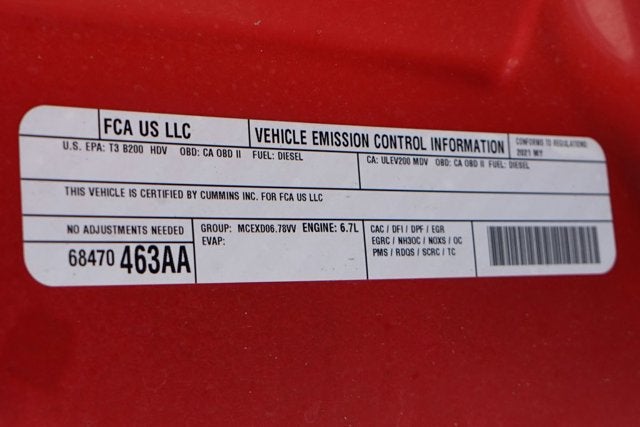 FCA US LLC
VEHICLE EMISSION CONTROL INFORMATION
CONFORMS TO REGULATIONS:
2021 MY
U.S. EPA: T3 B200 HDV OBD: CA OBD II FUEL: DIESEL
CA: ULEV200 MDV OBD: CA OBD II FUEL: DIESEL
THIS VEHICLE IS CERTIFIED BY CUMMINS INC. FOR FCA US LLC
NO ADJUSTMENTS NEEDED
68470 463AA
GROUP: MCEXD06.78VV ENGINE: 6.7L
EVAP:
CAC / DFI / DPF / EGR
EGRC / NH3OC / NOXS / OC
PMS / RDQS / SCRC / TC